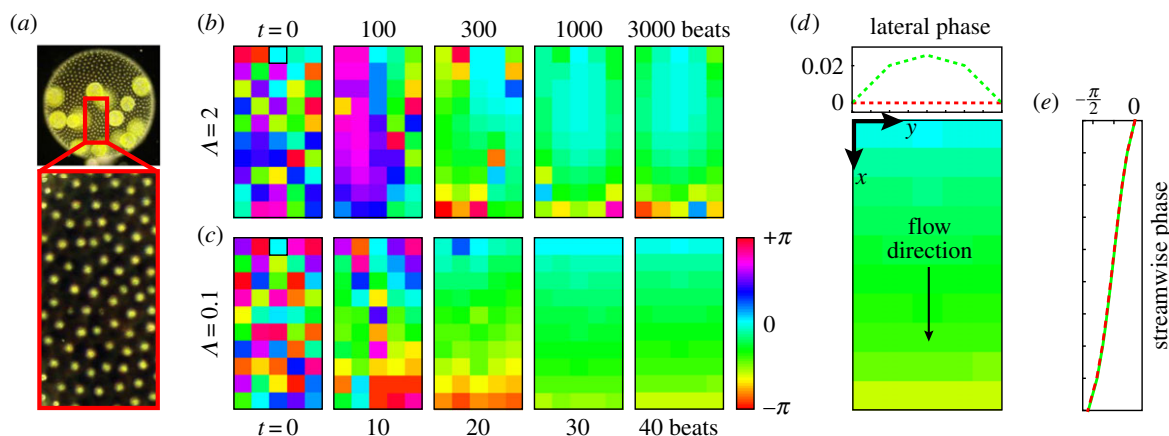 (a)
(b)
t = 0
100
300
1000
3000 beats
Λ = 2
(c)
Λ = 0.1
t = 0
10
20
30
40 beats
+π
0
−π
(d)
lateral phase
0.02
0
y
x
flow
direction
(e)
−π/2
0
streamwise phase